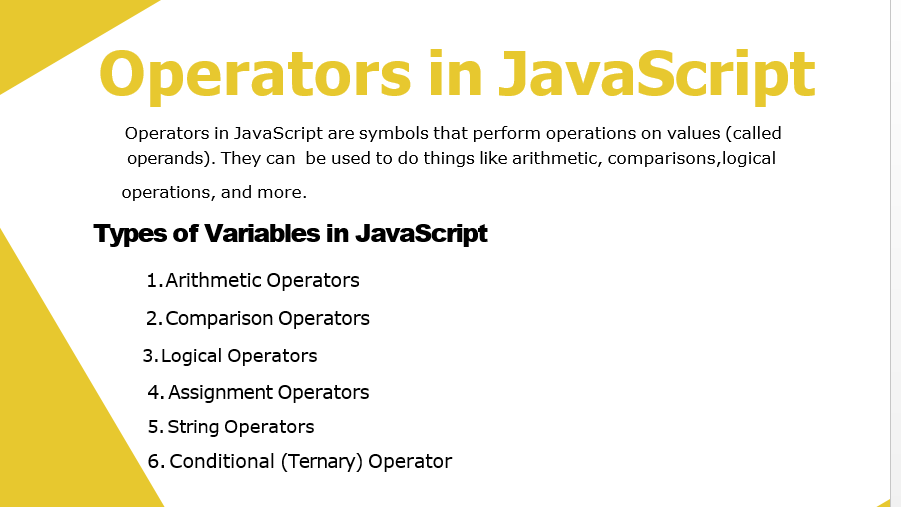 Operators in JavaScript
Operators in JavaScript are symbols that perform operations on values (called
operands). They can  be used to do things like arithmetic, comparisons,logical
operations, and more.
Types of Variables in JavaScript
1.Arithmetic Operators
2.Comparison Operators
3.Logical Operators
4. Assignment Operators
5. String Operators
6. Conditional (Ternary) Operator